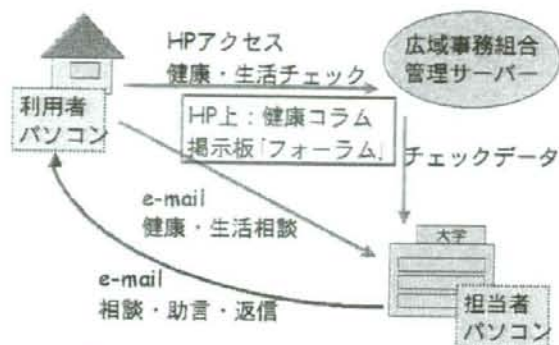 HPアクセス
健康・生活チェック
広域事務組合
管理サーバー
利用者
パソコン
HP上：健康コラム
掲示板「フォーラム」
チェックデータ
e-mail
健康・生活相談
大学
e-mail
相談・助言・返信
担当者
パソコン